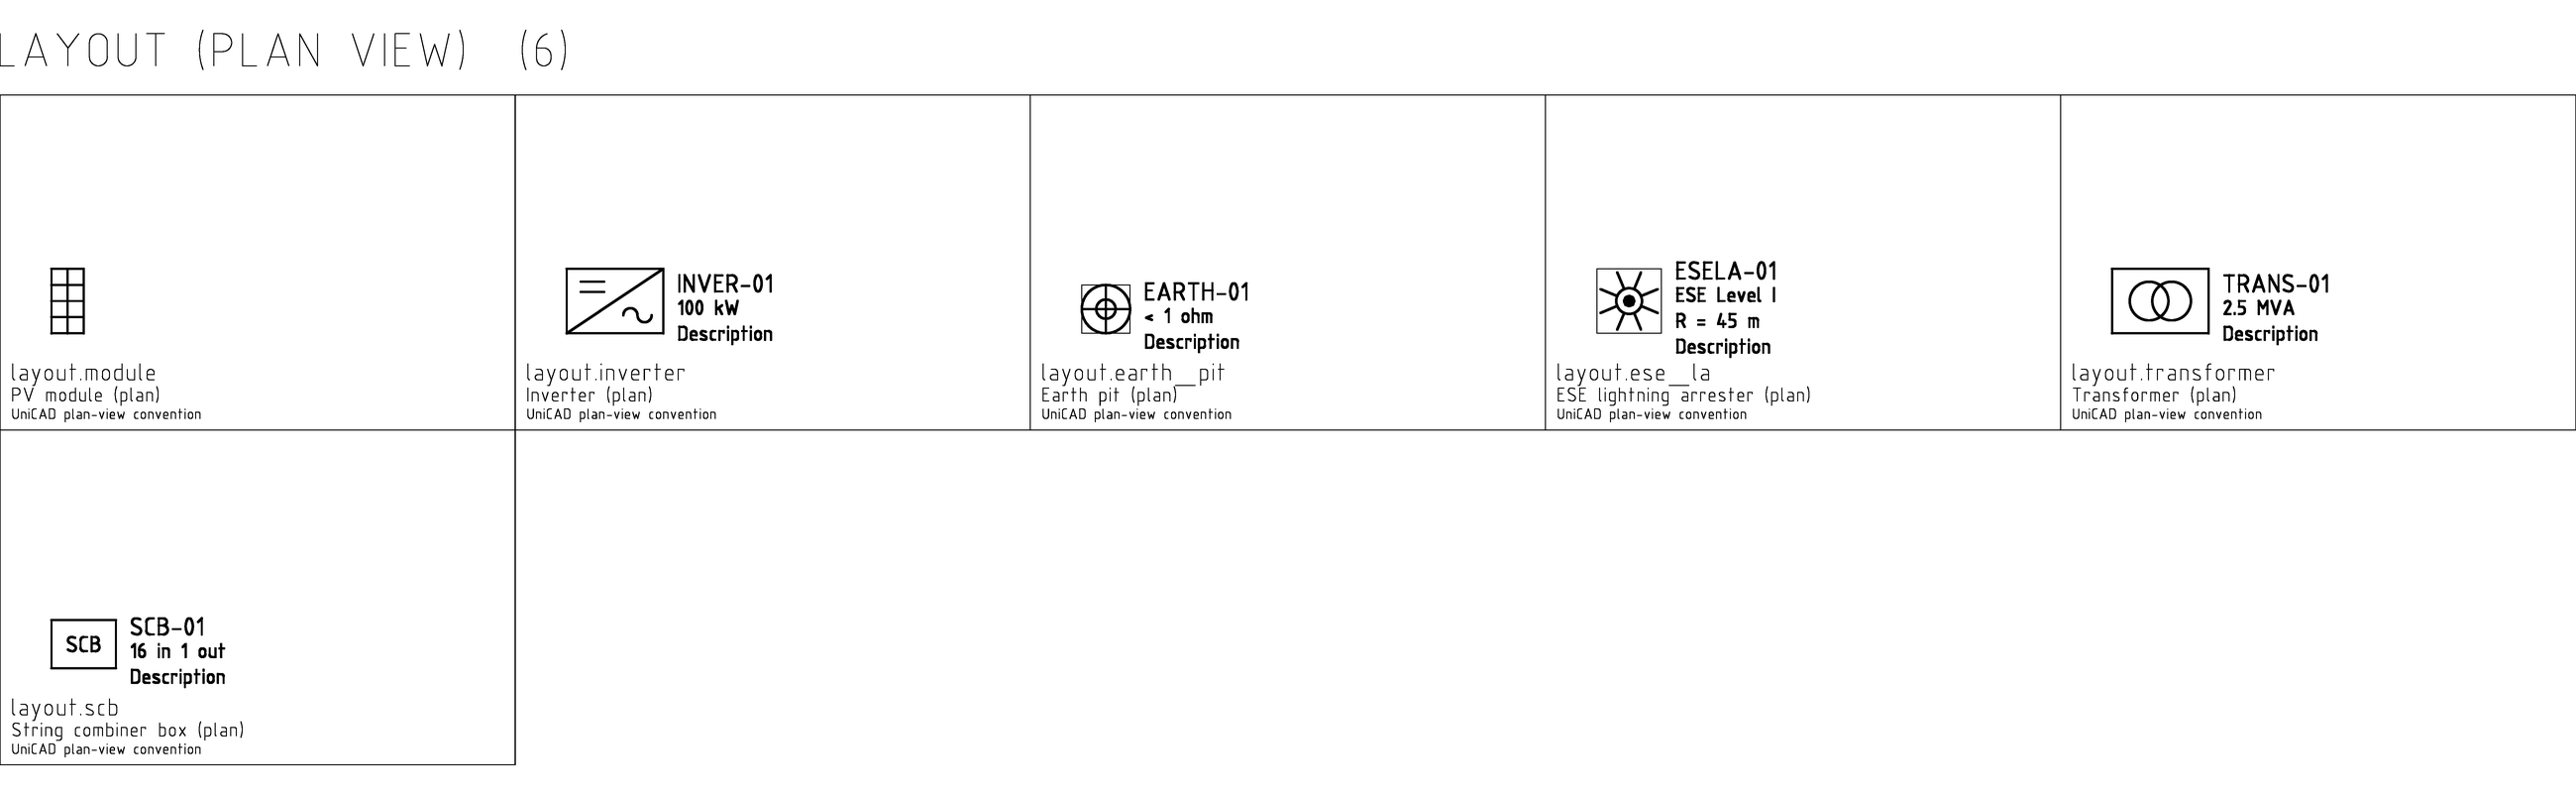 LAYOUT (PLAN VIEW) (6)
layout.module
PV module (plan)
UniCAD plan-view convention
INVER-01
100 kW
Description
layout.inverter
Inverter (plan)
UniCAD plan-view convention
EARTH-01
< 1 ohm
Description
layout.earth_pit
Earth pit (plan)
UniCAD plan-view convention
ESELA-01
ESE Level I
R = 45 m
Description
layout.ese_la
ESE lightning arrester (plan)
UniCAD plan-view convention
TRANS-01
2.5 MVA
Description
layout.transformer
Transformer (plan)
UniCAD plan-view convention
SCB
SCB-01
16 in 1 out
Description
layout.scb
String combiner box (plan)
UniCAD plan-view convention